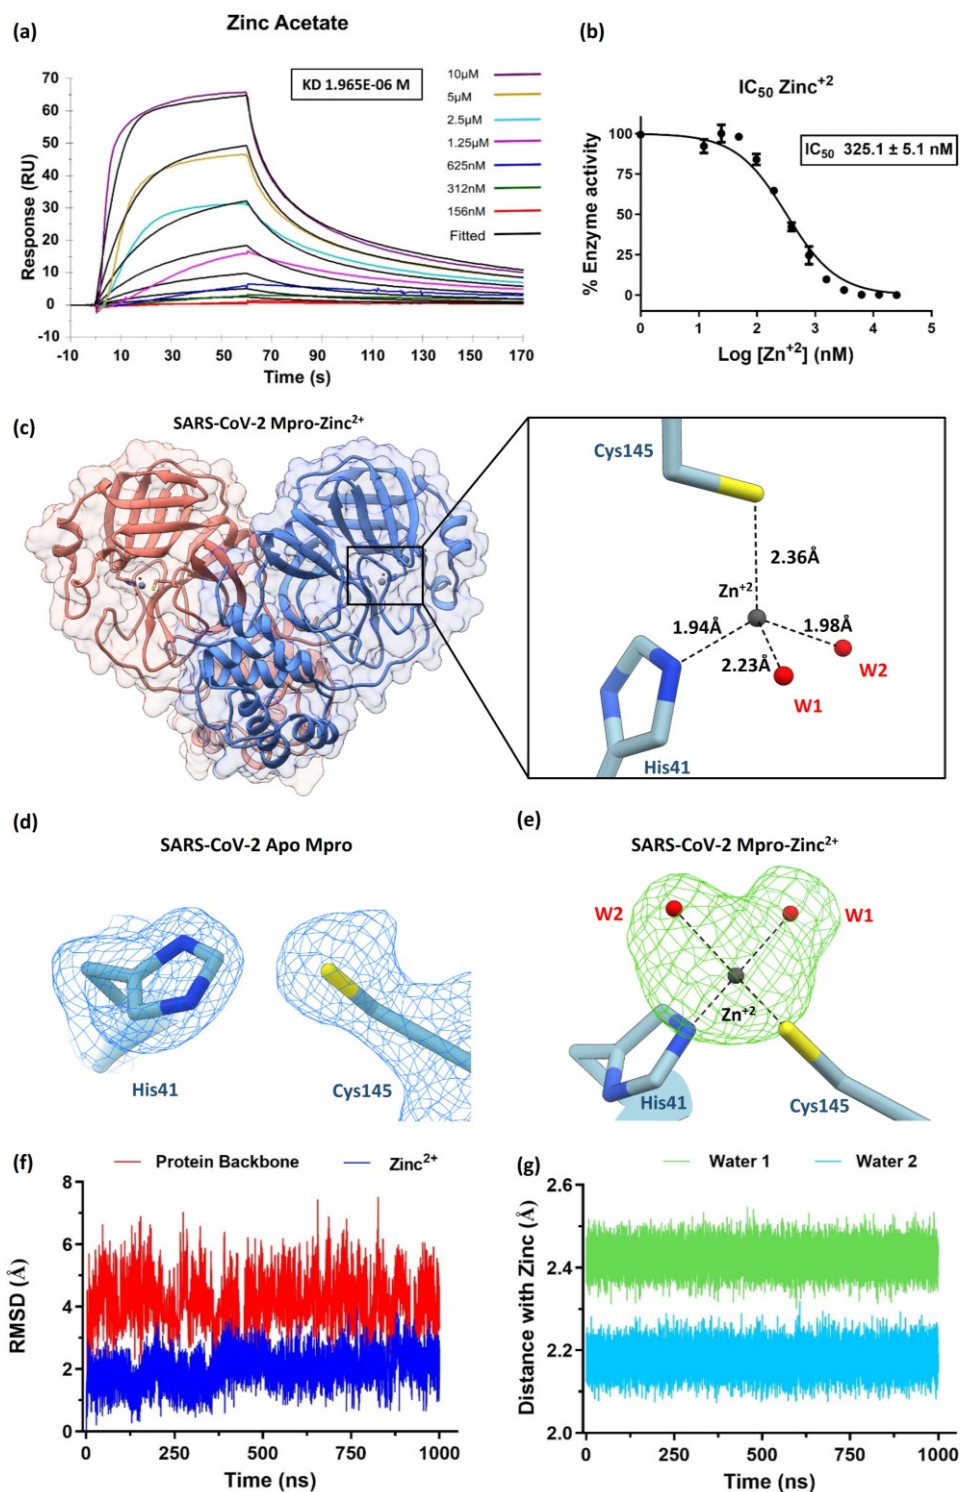 (a)
Zinc Acetate
KD 1.965E-06 M
10µM
5µM
2.5µM
1.25µM
625nM
312nM
156nM
Fitted
Response (RU)
70
60
50
40
30
20
10
0
-10
-10 10 30 50 70 90 110 130 150 170
Time (s)
(b)
IC50 Zinc+2
IC50 325.1 ± 5.1 nM
% Enzyme activity
100
75
50
25
0
0 1 2 3 4 5
Log [Zn+2] (nM)
(c)
SARS-CoV-2 Mpro-Zinc2+
Cys145
2.36Å
Zn+2
1.94Å
1.98Å
2.23Å
W2
W1
His41
(d)
SARS-CoV-2 Apo Mpro
His41
Cys145
(e)
SARS-CoV-2 Mpro-Zinc2+
W2
W1
Zn+2
His41
Cys145
(f)
Protein Backbone
Zinc2+
RMSD (Å)
8
6
4
2
0
0 250 500 750 1000
Time (ns)
(g)
Water 1
Water 2
Distance with Zinc (Å)
2.6
2.4
2.2
2.0
0 250 500 750 1000
Time (ns)